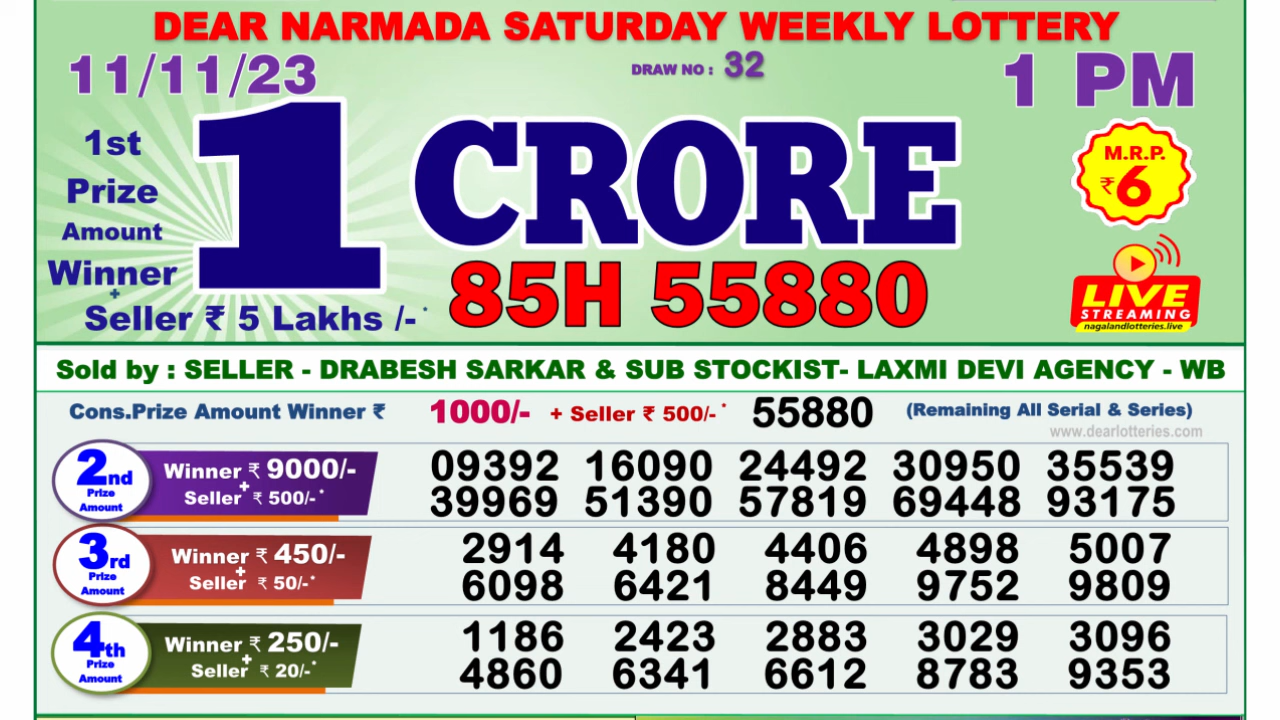 DEAR NARMADA SATURDAY WEEKLY LOTTERY
11/11/23
DRAW NO : 32
1 PM
1st
Prize
Amount
Winner
+
Seller ₹ 5 Lakhs /-*
1 CRORE
85H 55880
M.R.P.
₹6
LIVE
STREAMING
nagalandlotteries.live
Sold by : SELLER - DRABESH SARKAR & SUB STOCKIST- LAXMI DEVI AGENCY - WB
Cons.Prize Amount Winner ₹ 1000/- + Seller ₹ 500/-* 55880 (Remaining All Serial & Series)
www.dearlotteries.com
2nd
Prize
Amount
Winner ₹ 9000/-
+
Seller ₹ 500/-*
09392 16090 24492 30950 35539
39969 51390 57819 69448 93175
3rd
Prize
Amount
Winner ₹ 450/-
+
Seller ₹ 50/-*
2914 4180 4406 4898 5007
6098 6421 8449 9752 9809
4th
Prize
Amount
Winner ₹ 250/-
+
Seller ₹ 20/-*
1186 2423 2883 3029 3096
4860 6341 6612 8783 9353